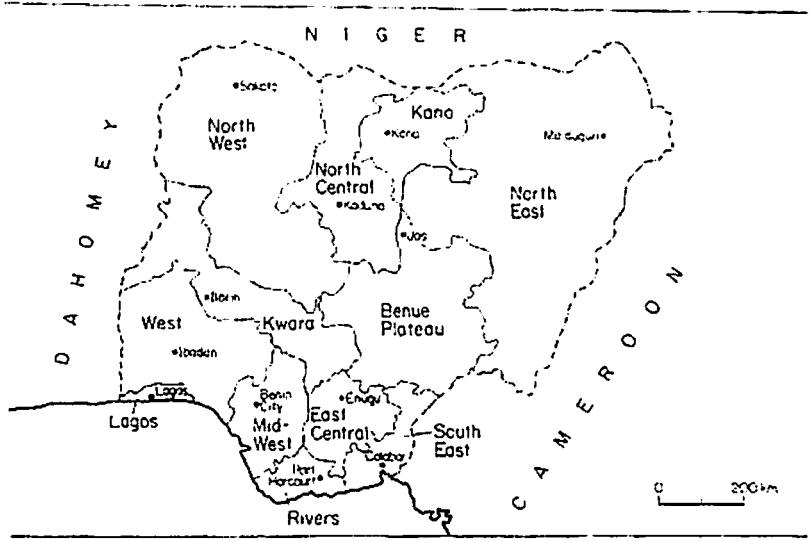 NIGER
Sokoto
Kano
North
West
Kano
Maiduguri
North
Central
North
East
Kaduna
DAHOMEY
Jos
Ilorin
West
Kwara
Benue
Plateau
Ibadan
CAMEROON
Lagos
Benin
City
Enugu
Lagos
Mid-
West
East
Central
South
East
Calabar
Port
Harcourt
Rivers
0 200 km